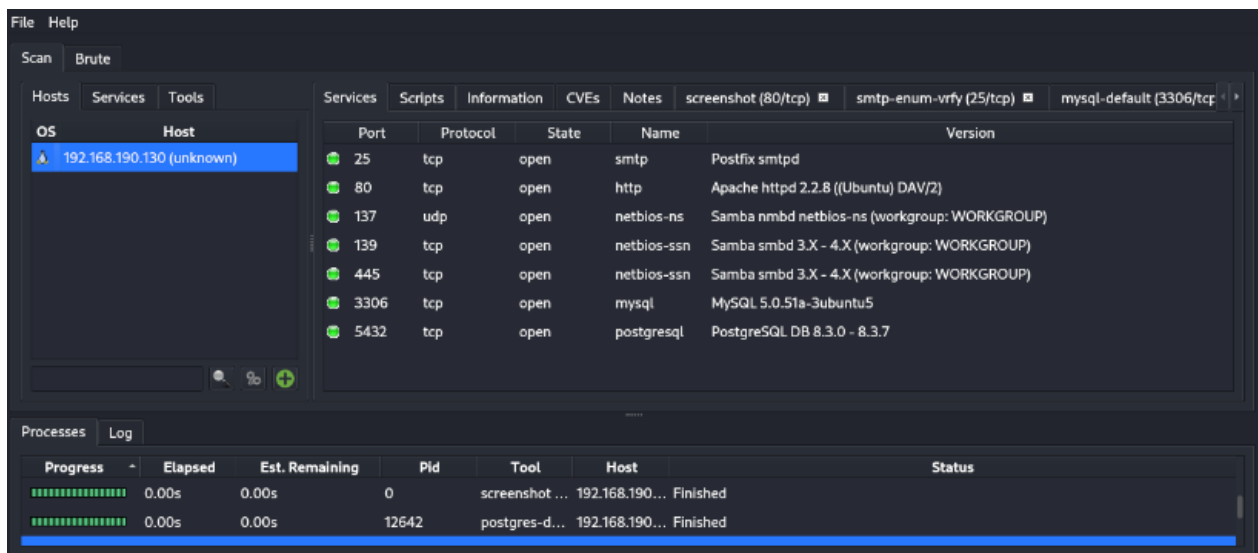 File Help
Scan Brute
Hosts Services Tools
OS Host
192.168.190.130 (unknown)
Services Scripts Information CVEs Notes screenshot (80/tcp) smtp-enum-vrfy (25/tcp) mysql-default (3306/tcp
Port Protocol State Name Version
25 tcp open smtp Postfix smtpd
80 tcp open http Apache httpd 2.2.8 ((Ubuntu) DAV/2)
137 udp open netbios-ns Samba nmbd netbios-ns (workgroup: WORKGROUP)
139 tcp open netbios-ssn Samba smbd 3.X - 4.X (workgroup: WORKGROUP)
445 tcp open netbios-ssn Samba smbd 3.X - 4.X (workgroup: WORKGROUP)
3306 tcp open mysql MySQL 5.0.51a-3ubuntu5
5432 tcp open postgresql PostgreSQL DB 8.3.0 - 8.3.7
Processes Log
Progress Elapsed Est. Remaining Pid Tool Host Status
0.00s 0.00s 0 screenshot ... 192.168.190... Finished
0.00s 0.00s 12642 postgres-d... 192.168.190... Finished